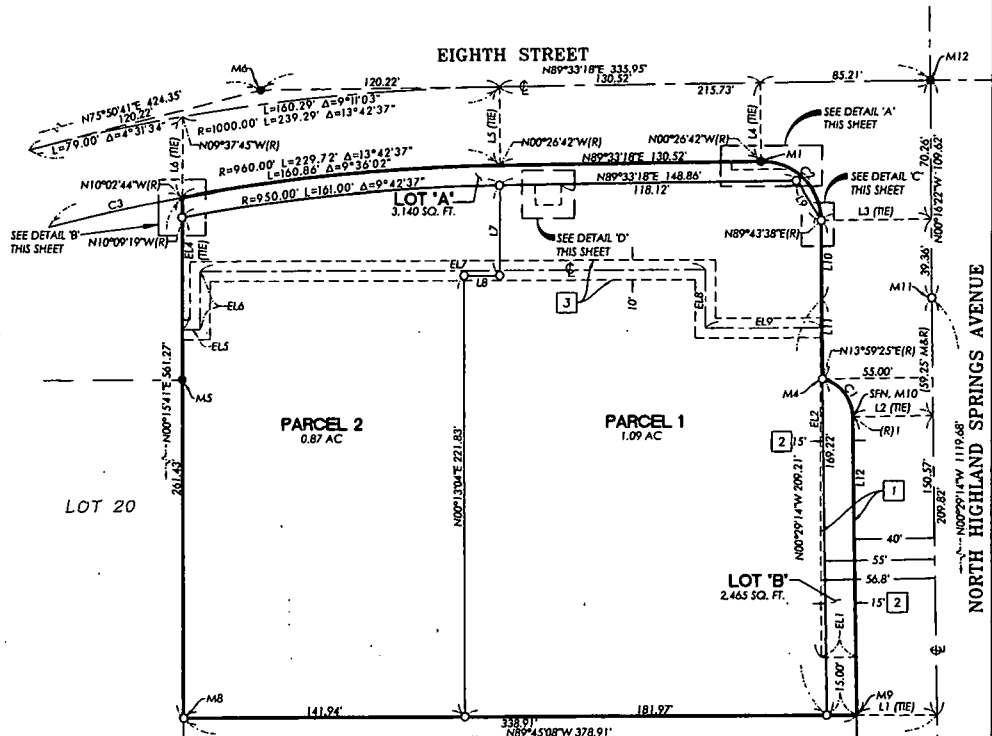 EIGHTH STREET
M6
M12
N89°33'18"E 335.95'
120.22'
130.52'
85.21'
215.73'
N75°50'41"E 424.35'
120.22'
L=79.00' Δ=4°31'34"
L=160.29' Δ=9°11'03"
R=1000.00' L=239.29' Δ=13°42'37"
N09°37'45"W(R)
L6 (TIE)
L5 (TIE)
L4 (TIE)
N00°26'42"W(R)
N00°26'42"W(R)
SEE DETAIL 'A'
THIS SHEET
M1
R=960.00' L=229.72' Δ=13°42'37"
L=160.86' Δ=9°36'02"
N89°33'18"E 130.52'
N10°02'44"W(R)
C3
R=950.00' L=161.00' Δ=9°42'37"
LOT "A"
3,140 SQ. FT.
N89°33'18"E 148.86'
118.12'
L9
SEE DETAIL 'C'
THIS SHEET
L3 (TIE)
70.26'
N00°16'22"W 109.62'
SEE DETAIL 'B'
THIS SHEET
N10°09'19"W(R)
EL4
(TIE)
L7
SEE DETAIL 'D'
THIS SHEET
N89°43'38"E(R)
L10
39.36'
EL7
L8
EL6
EL5
3
10'
EL8
EL9
L11
M11
N13°59'25"E(R)
55.00'
(59.25' M&R)
M5
M4
C1
SFN, M10
L2 (TIE)
(R)1
N00°15'41"E 561.27'
261.43'
PARCEL 2
0.87 AC
N00°13'04"E 221.83'
PARCEL 1
1.09 AC
EL2
2
15'
169.22'
N00°29'14"W 209.21'
L12
1
150.57'
209.82'
N00°29'14"W 1119.68'
NORTH HIGHLAND SPRINGS AVENUE
LOT 20
40'
55'
56.8'
LOT "B"
2,465 SQ. FT.
15'
2
EL1
15.00'
M8
M9
L1 (TIE)
141.94'
181.97'
338.91'
N89°45'08"W 378.91'